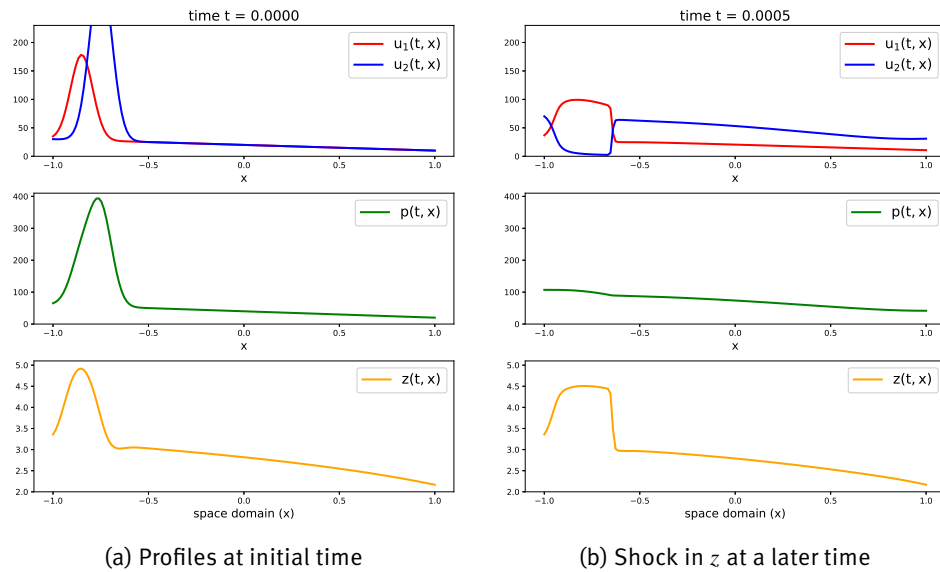 time t = 0.0000
200
150
100
50
0
u₁(t, x)
u₂(t, x)
−1.0 −0.5 0.0 0.5 1.0
x
400
300
200
100
0
p(t, x)
−1.0 −0.5 0.0 0.5 1.0
x
5.0
4.5
4.0
3.5
3.0
2.5
2.0
z(t, x)
−1.0 −0.5 0.0 0.5 1.0
space domain (x)
(a) Profiles at initial time
time t = 0.0005
200
150
100
50
0
u₁(t, x)
u₂(t, x)
−1.0 −0.5 0.0 0.5 1.0
x
400
300
200
100
0
p(t, x)
−1.0 −0.5 0.0 0.5 1.0
x
5.0
4.5
4.0
3.5
3.0
2.5
2.0
z(t, x)
−1.0 −0.5 0.0 0.5 1.0
space domain (x)
(b) Shock in z at a later time